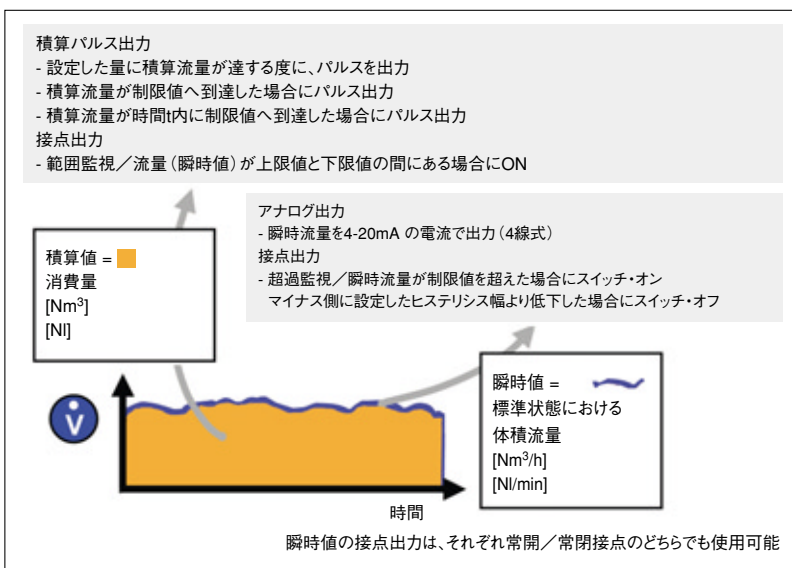 積算パルス出力
- 設定した量に積算流量が達する度に、パルスを出力
- 積算流量が制限値へ到達した場合にパルス出力
- 積算流量が時間t内に制限値へ到達した場合にパルス出力
接点出力
- 範囲監視／流量（瞬時値）が上限値と下限値の間にある場合にON
アナログ出力
- 瞬時流量を4-20mA の電流で出力（4線式）
接点出力
- 超過監視／瞬時流量が制限値を超えた場合にスイッチ・オン
マイナス側に設定したヒステリシス幅より低下した場合にスイッチ・オフ
積算値 =
消費量
[Nm³]
[Nl]
V̇
瞬時値 =
標準状態における
体積流量
[Nm³/h]
[Nl/min]
時間
瞬時値の接点出力は、それぞれ常開／常閉接点のどちらでも使用可能